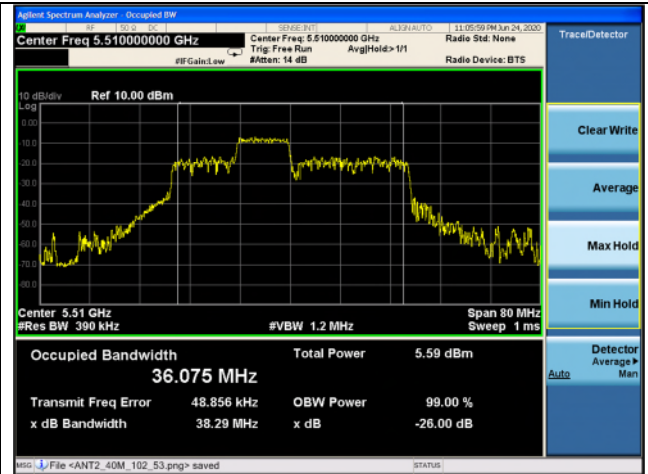 Agilent Spectrum Analyzer - Occupied BW
RF 50 Ω DC SENSE:INT ALIGNAUTO 11:05:59 PM Jun 24, 2020
Center Freq 5.510000000 GHz
Center Freq: 5.510000000 GHz
Radio Std: None
Trig: Free Run Avg|Hold:>1/1
#IFGain:Low #Atten: 14 dB Radio Device: BTS
Trace/Detector
10 dB/div Ref 10.00 dBm
Log
0.00
-10.0
-20.0
-30.0
-40.0
-50.0
-60.0
-70.0
-80.0
Clear Write
Average
Max Hold
Min Hold
Center 5.51 GHz Span 80 MHz
#Res BW 390 kHz #VBW 1.2 MHz Sweep 1 ms
Occupied Bandwidth Total Power 5.59 dBm
36.075 MHz
Transmit Freq Error 48.856 kHz OBW Power 99.00 %
x dB Bandwidth 38.29 MHz x dB -26.00 dB
Detector
Average ▶
Auto Man
MSG File <ANT2_40M_102_53.png> saved STATUS